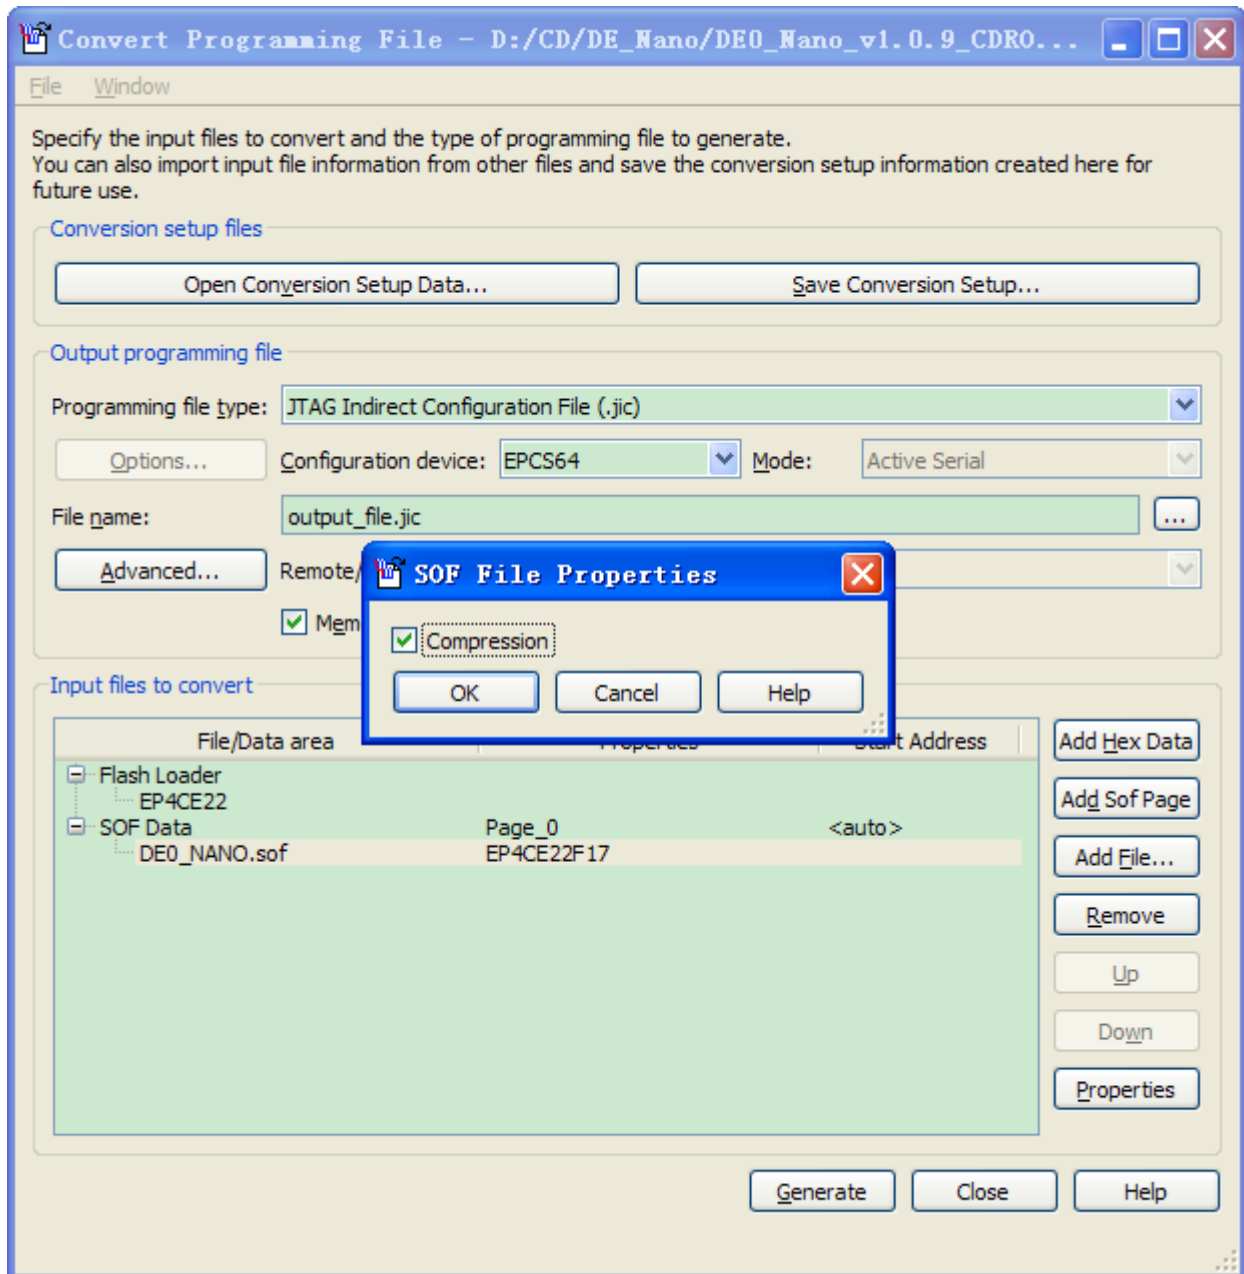 Convert Programming File - D:/CD/DE_Nano/DE0_Nano_v1.0.9_CDRO...
File Window
Specify the input files to convert and the type of programming file to generate.
You can also import input file information from other files and save the conversion setup information created here for
future use.
Conversion setup files
Open Conversion Setup Data... Save Conversion Setup...
Output programming file
Programming file type: JTAG Indirect Configuration File (.jic)
Options... Configuration device: EPCS64 Mode: Active Serial
File name: output_file.jic ...
Advanced... Remote/
SOF File Properties
Mem
Compression
OK Cancel Help
Input files to convert
File/Data area Properties Start Address
Flash Loader
EP4CE22
SOF Data Page_0 <auto>
DE0_NANO.sof EP4CE22F17
Add Hex Data
Add Sof Page
Add File...
Remove
Up
Down
Properties
Generate Close Help